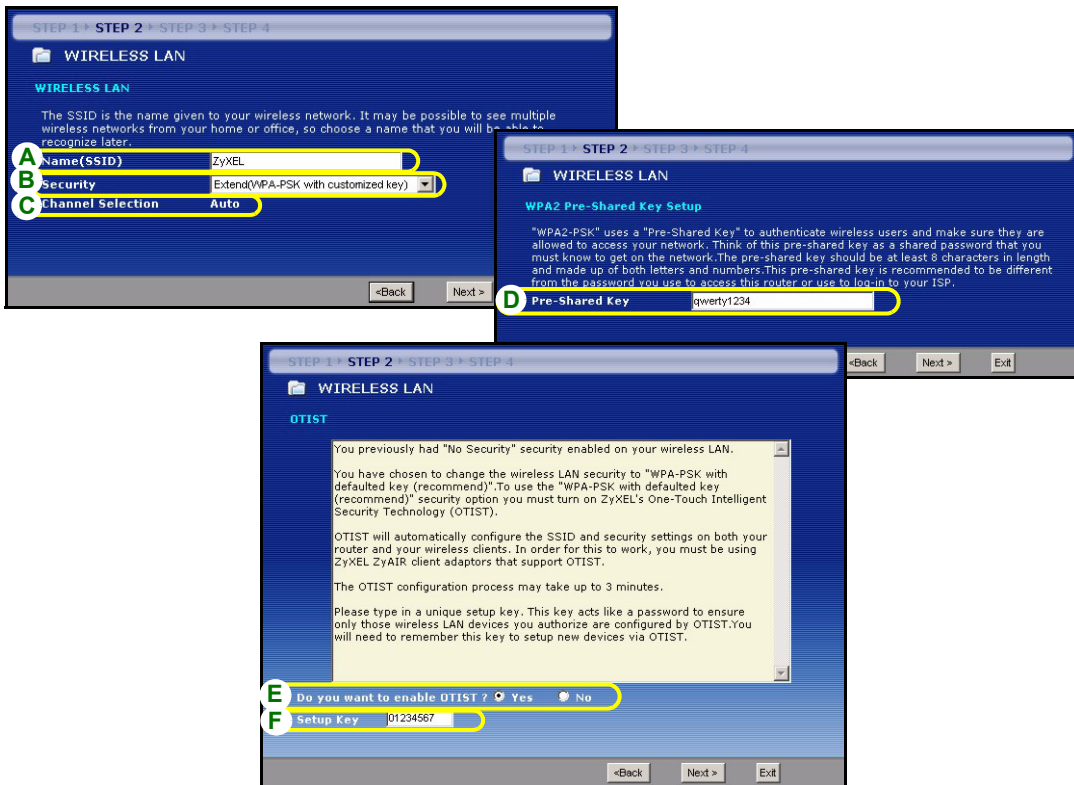 STEP 1 › STEP 2 › STEP 3 › STEP 4
WIRELESS LAN
WIRELESS LAN
The SSID is the name given to your wireless network. It may be possible to see multiple
wireless networks from your home or office, so choose a name that you will be able to
recognize later.
A Name(SSID) ZyXEL
B Security Extend(WPA-PSK with customized key)
C Channel Selection Auto
<Back Next >
STEP 1 › STEP 2 › STEP 3 › STEP 4
WIRELESS LAN
WPA2 Pre-Shared Key Setup
"WPA2-PSK" uses a "Pre-Shared Key" to authenticate wireless users and make sure they are
allowed to access your network. Think of this pre-shared key as a shared password that you
must know to get on the network.The pre-shared key should be at least 8 characters in length
and made up of both letters and numbers.This pre-shared key is recommended to be different
from the password you use to access this router or use to log-in to your ISP.
D Pre-Shared Key qwerty1234
<Back Next > Exit
STEP 1 › STEP 2 › STEP 3 › STEP 4
WIRELESS LAN
OTIST
You previously had "No Security" security enabled on your wireless LAN.
You have chosen to change the wireless LAN security to "WPA-PSK with
defaulted key (recommend)".To use the "WPA-PSK with defaulted key
(recommend)" security option you must turn on ZyXEL's One-Touch Intelligent
Security Technology (OTIST).
OTIST will automatically configure the SSID and security settings on both your
router and your wireless clients. In order for this to work, you must be using
ZyXEL ZyAIR client adaptors that support OTIST.
The OTIST configuration process may take up to 3 minutes.
Please type in a unique setup key. This key acts like a password to ensure
only those wireless LAN devices you authorize are configured by OTIST.You
will need to remember this key to setup new devices via OTIST.
E Do you want to enable OTIST ? Yes No
F Setup Key 01234567
<Back Next > Exit